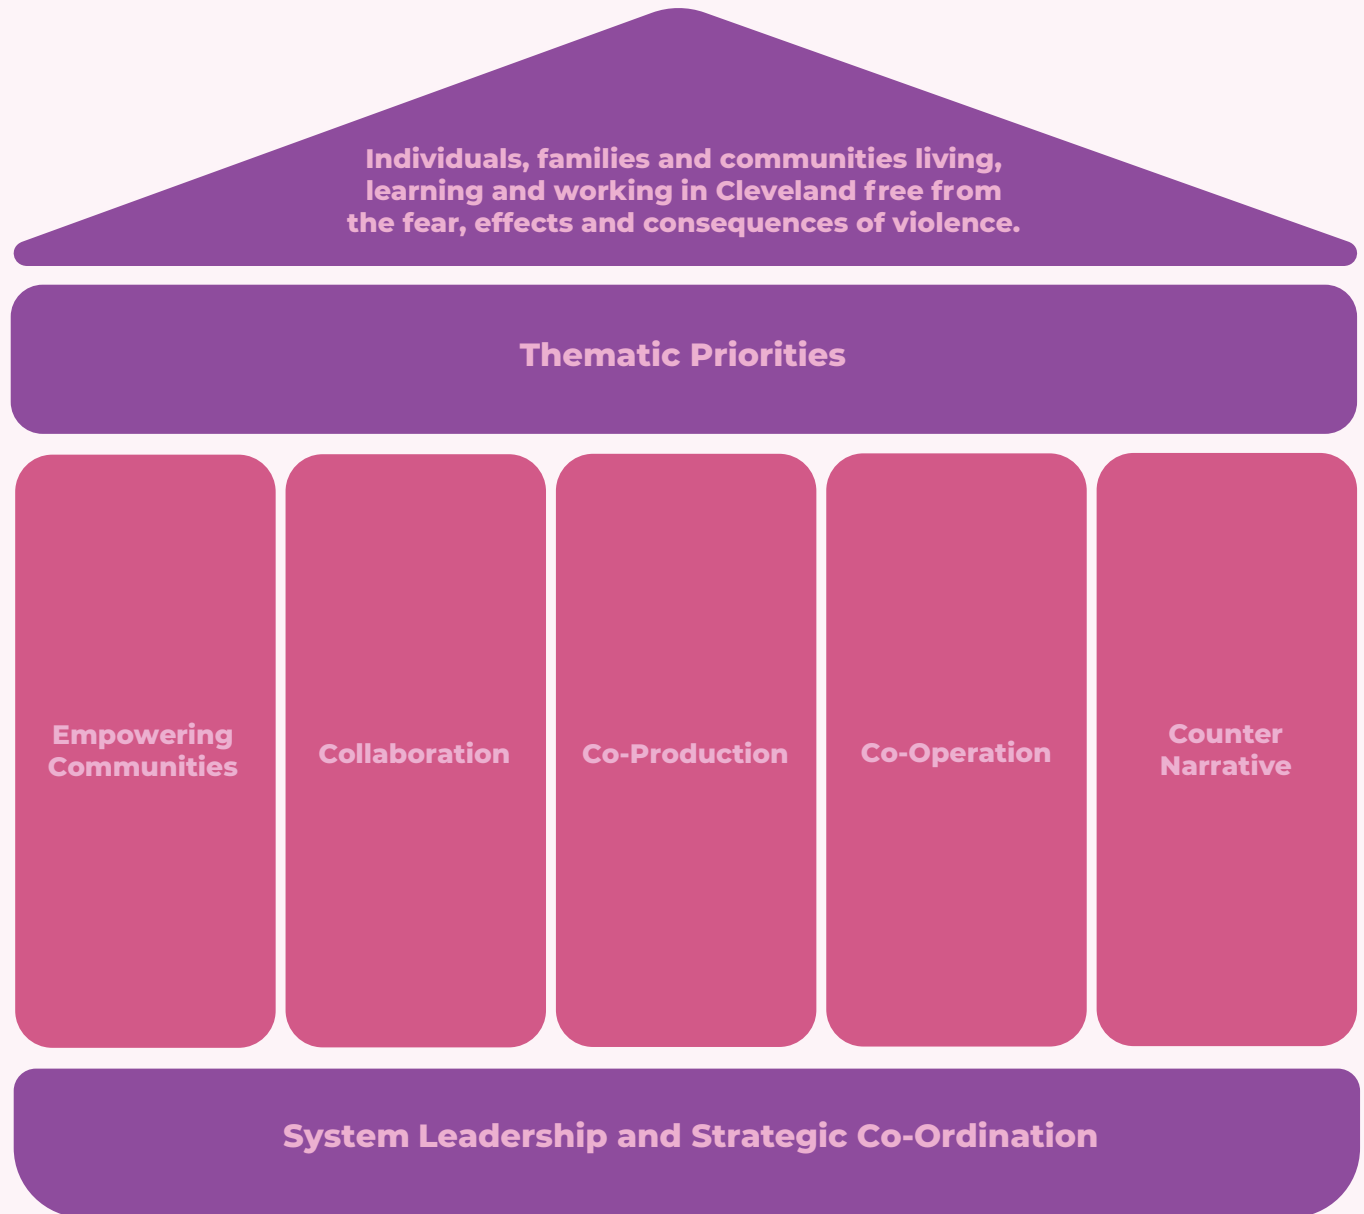 Individuals, families and communities living,
learning and working in Cleveland free from
the fear, effects and consequences of violence.
Thematic Priorities
Empowering
Communities
Collaboration
Co-Production
Co-Operation
Counter
Narrative
System Leadership and Strategic Co-Ordination